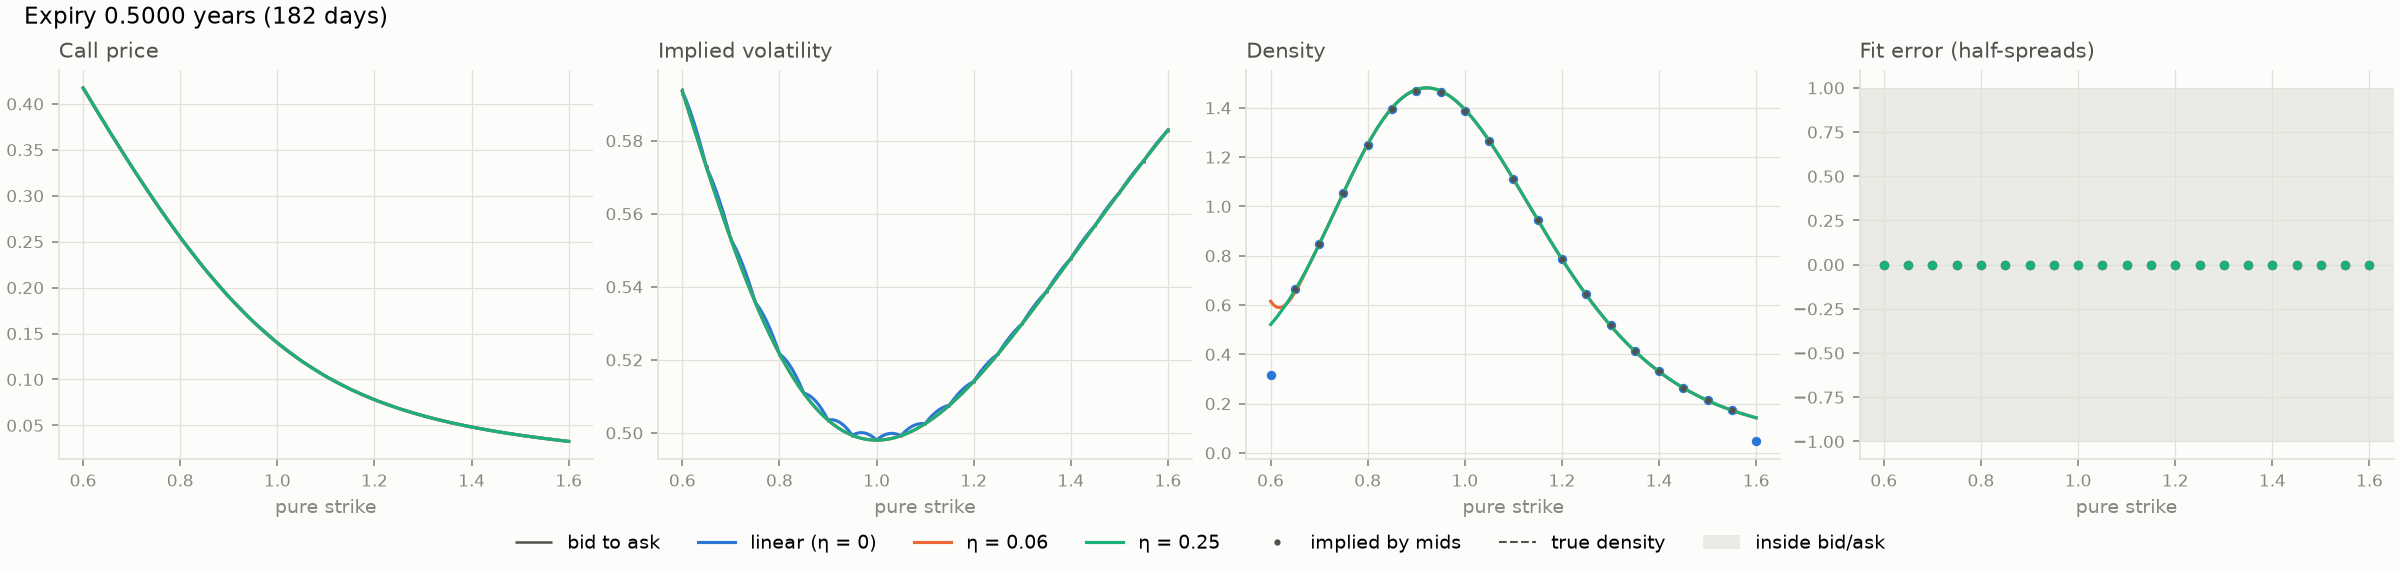 Expiry 0.5000 years (182 days)
Call price
0.40
0.35
0.30
0.25
0.20
0.15
0.10
0.05
0.6 0.8 1.0 1.2 1.4 1.6
pure strike
Implied volatility
0.58
0.56
0.54
0.52
0.50
0.6 0.8 1.0 1.2 1.4 1.6
pure strike
Density
1.4
1.2
1.0
0.8
0.6
0.4
0.2
0.0
0.6 0.8 1.0 1.2 1.4 1.6
pure strike
Fit error (half-spreads)
1.00
0.75
0.50
0.25
0.00
−0.25
−0.50
−0.75
−1.00
0.6 0.8 1.0 1.2 1.4 1.6
pure strike
bid to ask linear (η = 0) η = 0.06 η = 0.25 implied by mids true density inside bid/ask